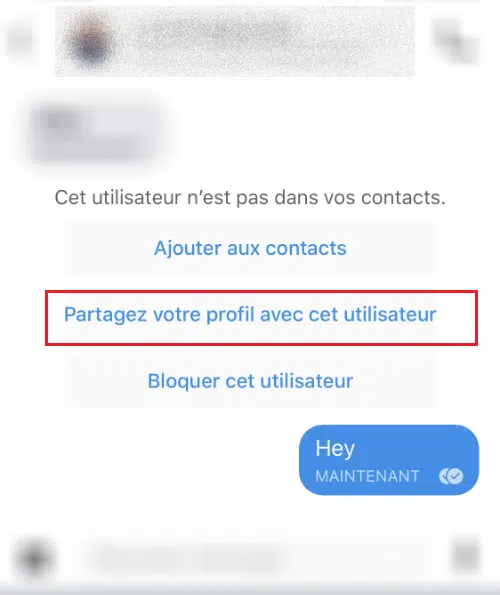 Cet utilisateur n’est pas dans vos contacts.
Ajouter aux contacts
Partagez votre profil avec cet utilisateur
Bloquer cet utilisateur
Hey
MAINTENANT